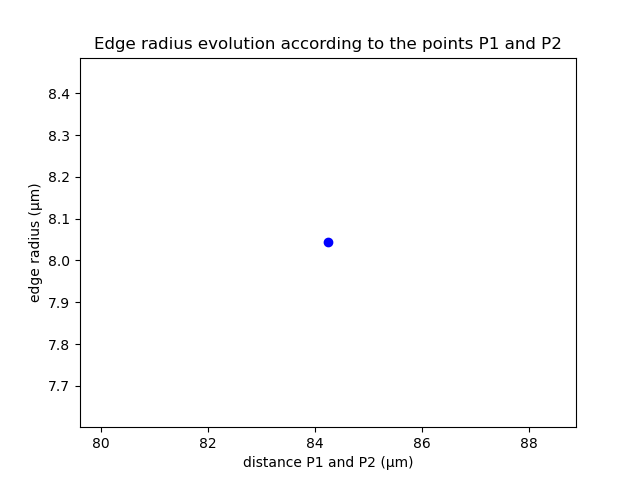 Edge radius evolution according to the points P1 and P2
8.4
8.3
8.2
8.1
8.0
7.9
7.8
7.7
edge radius (µm)
80 82 84 86 88
distance P1 and P2 (µm)